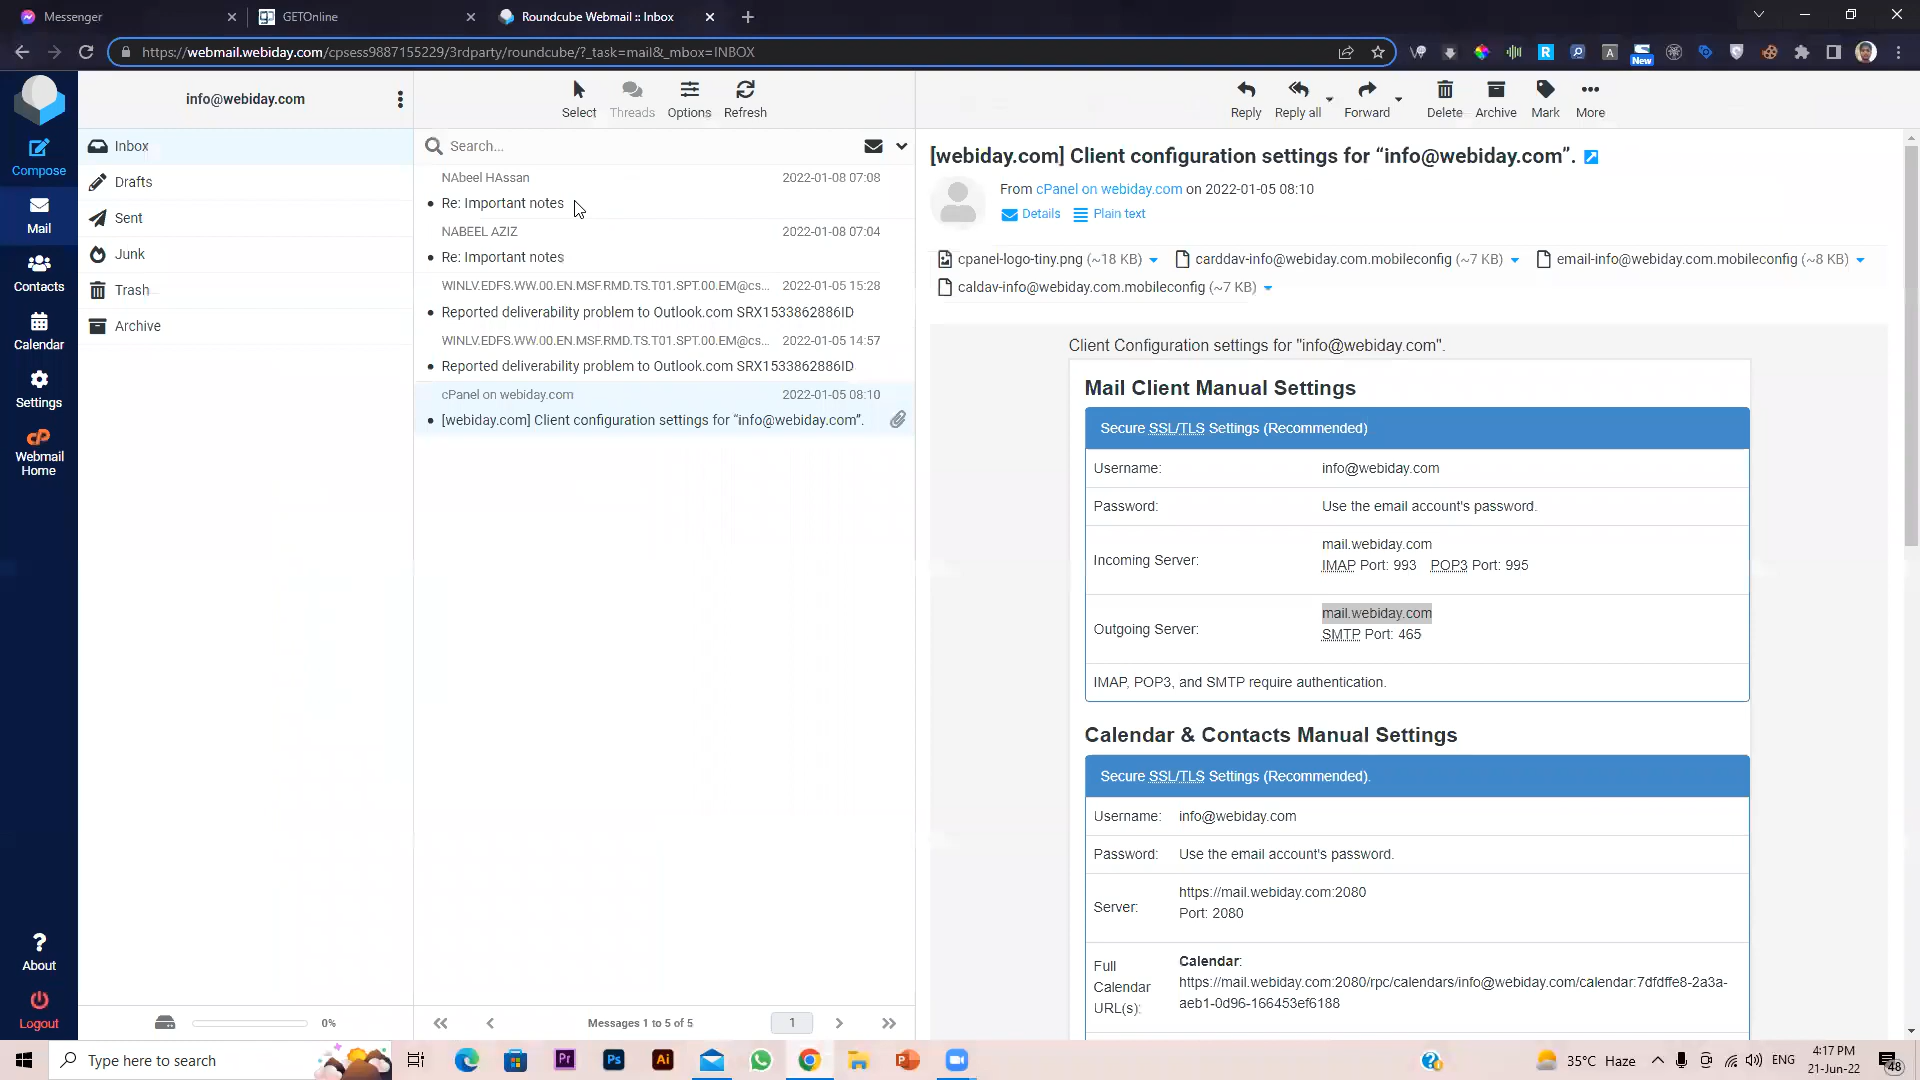 Messenger
GETOnline
Roundcube Webmail :: Inbox
https://webmail.webiday.com/cpsess9887155229/3rdparty/roundcube/?_task=mail&_mbox=INBOX
New
Compose
Mail
Contacts
Calendar
Settings
Webmail
Home
About
Logout
info@webiday.com
Inbox
Drafts
Sent
Junk
Trash
Archive
0%
Select
Threads
Options
Refresh
Search...
NAbeel HAssan 2022-01-08 07:08
• Re: Important notes
NABEEL AZIZ 2022-01-08 07:04
• Re: Important notes
WINLV.EDFS.WW.00.EN.MSF.RMD.TS.T01.SPT.00.EM@cs... 2022-01-05 15:28
• Reported deliverability problem to Outlook.com SRX1533862886ID
WINLV.EDFS.WW.00.EN.MSF.RMD.TS.T01.SPT.00.EM@cs... 2022-01-05 14:57
• Reported deliverability problem to Outlook.com SRX1533862886ID
cPanel on webiday.com 2022-01-05 08:10
• [webiday.com] Client configuration settings for “info@webiday.com”.
Messages 1 to 5 of 5
1
Reply
Reply all
Forward
Delete
Archive
Mark
More
[webiday.com] Client configuration settings for “info@webiday.com”.
From cPanel on webiday.com on 2022-01-05 08:10
Details Plain text
cpanel-logo-tiny.png (~18 KB) carddav-info@webiday.com.mobileconfig (~7 KB) email-info@webiday.com.mobileconfig (~8 KB)
caldav-info@webiday.com.mobileconfig (~7 KB)
Client Configuration settings for "info@webiday.com".
Mail Client Manual Settings
Secure SSL/TLS Settings (Recommended)
Username: info@webiday.com
Password: Use the email account's password.
Incoming Server: mail.webiday.com
IMAP Port: 993 POP3 Port: 995
Outgoing Server: mail.webiday.com
SMTP Port: 465
IMAP, POP3, and SMTP require authentication.
Calendar & Contacts Manual Settings
Secure SSL/TLS Settings (Recommended).
Username: info@webiday.com
Password: Use the email account's password.
Server: https://mail.webiday.com:2080
Port: 2080
Full Calendar URL(s): Calendar:
https://mail.webiday.com:2080/rpc/calendars/info@webiday.com/calendar:7dfdffe8-2a3a-
aeb1-0d96-166453ef6188
Type here to search
Pr
Ps
Ai
35°C Haze
ENG
4:17 PM
21-Jun-22
48